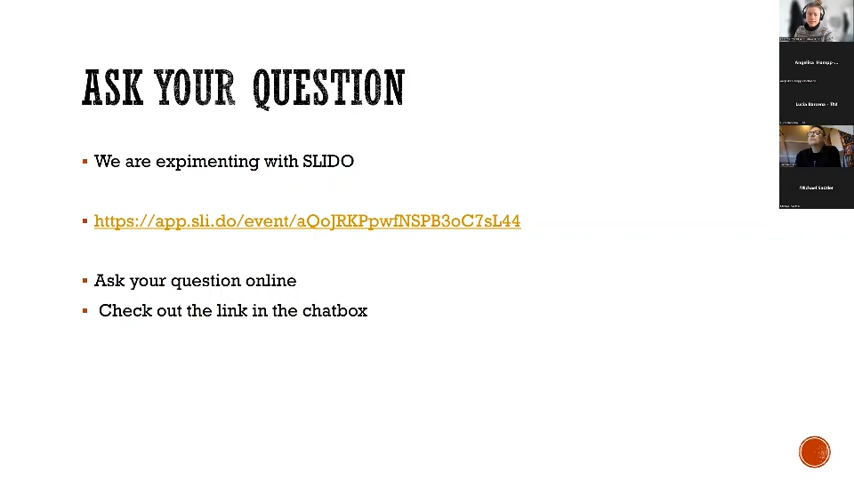 ASK YOUR QUESTION
We are expimenting with SLIDO
https://app.sli.do/event/aQoJRKPpwfNSPB3oC7sL44
Ask your question online
Check out the link in the chatbox